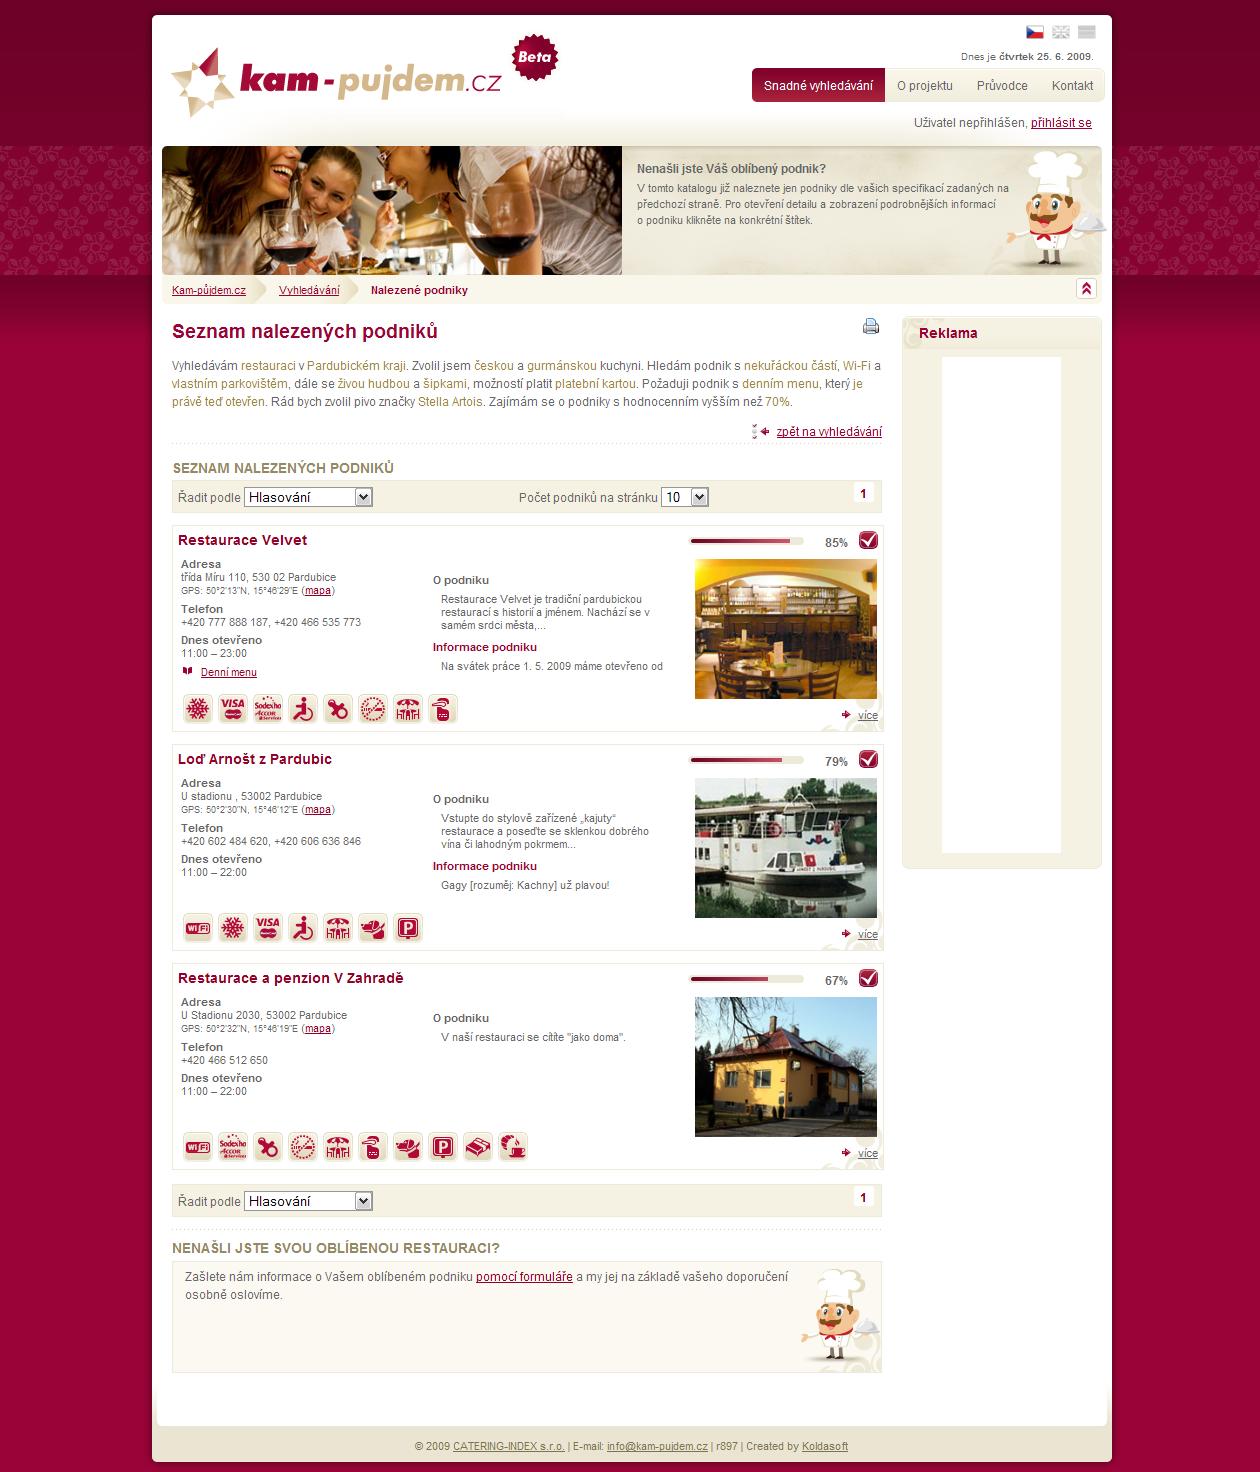 kam-pujdem.cz
Beta
Dnes je čtvrtek 25. 6. 2009.
Snadné vyhledávání O projektu Průvodce Kontakt
Uživatel nepřihlášen, přihlásit se
Nenašli jste Váš oblíbený podnik?
V tomto katalogu již naleznete jen podniky dle vašich specifikací zadaných na
předchozí straně. Pro otevření detailu a zobrazení podrobnějších informací
o podniku klikněte na konkrétní štítek.
Kam-půjdem.cz Vyhledávání Nalezené podniky
Seznam nalezených podniků
Vyhledávám restauraci v Pardubickém kraji. Zvolil jsem českou a gurmánskou kuchyni. Hledám podnik s nekuřáckou částí, Wi-Fi a
vlastním parkovištěm, dále se živou hudbou a šipkami, možností platit platební kartou. Požaduji podnik s denním menu, který je
právě teď otevřen. Rád bych zvolil pivo značky Stella Artois. Zajímám se o podniky s hodnocenním vyšším než 70%.
zpět na vyhledávání
Reklama
SEZNAM NALEZENÝCH PODNIKŮ
Řadit podle Hlasování Počet podniků na stránku 10 1
Restaurace Velvet 85%
Adresa
třída Míru 110, 530 02 Pardubice
GPS: 50°2'13"N, 15°46'29"E (mapa)
Telefon
+420 777 888 187, +420 466 535 773
Dnes otevřeno
11:00 – 23:00
Denní menu
O podniku
Restaurace Velvet je tradiční pardubickou
restaurací s historií a jménem. Nachází se v
samém srdci města,...
Informace podniku
Na svátek práce 1. 5. 2009 máme otevřeno od
VISA Sodexho ACCOR Services
více
Loď Arnošt z Pardubic 79%
Adresa
U stadionu , 53002 Pardubice
GPS: 50°2'30"N, 15°46'12"E (mapa)
Telefon
+420 602 484 620, +420 606 636 846
Dnes otevřeno
11:00 – 22:00
O podniku
Vstupte do stylově zařízené „kajuty“
restaurace a poseďte se sklenkou dobrého
vína či lahodným pokrmem...
Informace podniku
Gagy [rozuměj: Kachny] už plavou!
WiFi VISA P
více
Restaurace a penzion V Zahradě 67%
Adresa
U Stadionu 2030, 53002 Pardubice
GPS: 50°2'32"N, 15°46'19"E (mapa)
Telefon
+420 466 512 650
Dnes otevřeno
11:00 – 22:00
O podniku
V naší restauraci se cítíte "jako doma".
WiFi Sodexho ACCOR Services P
více
Řadit podle Hlasování 1
NENAŠLI JSTE SVOU OBLÍBENOU RESTAURACI?
Zašlete nám informace o Vašem oblíbeném podniku pomocí formuláře a my jej na základě vašeho doporučení
osobně oslovíme.
© 2009 CATERING-INDEX s.r.o. | E-mail: info@kam-pujdem.cz | r897 | Created by Koldasoft